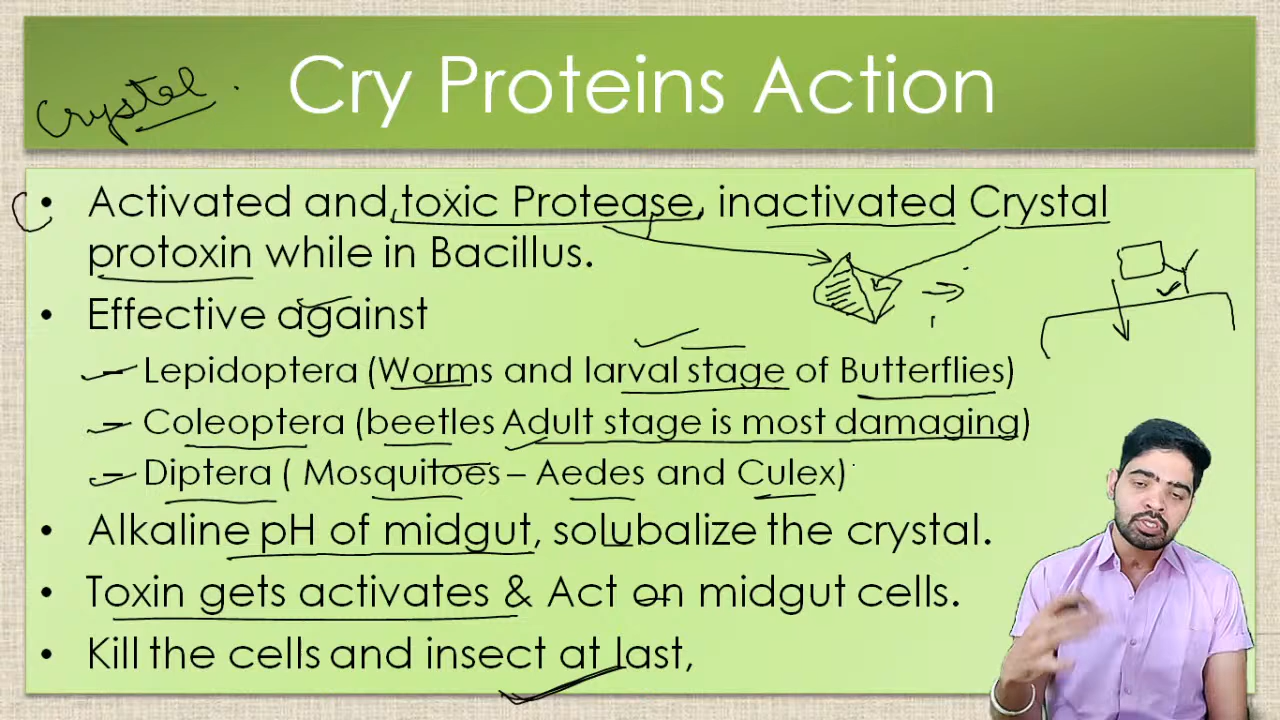 Crystal
Cry Proteins Action
• Activated and toxic Protease, inactivated Crystal
protoxin while in Bacillus.
• Effective against
– Lepidoptera (Worms and larval stage of Butterflies)
– Coleoptera (beetles Adult stage is most damaging)
– Diptera ( Mosquitoes – Aedes and Culex)
• Alkaline pH of midgut, solubalize the crystal.
• Toxin gets activates & Act on midgut cells.
• Kill the cells and insect at last,